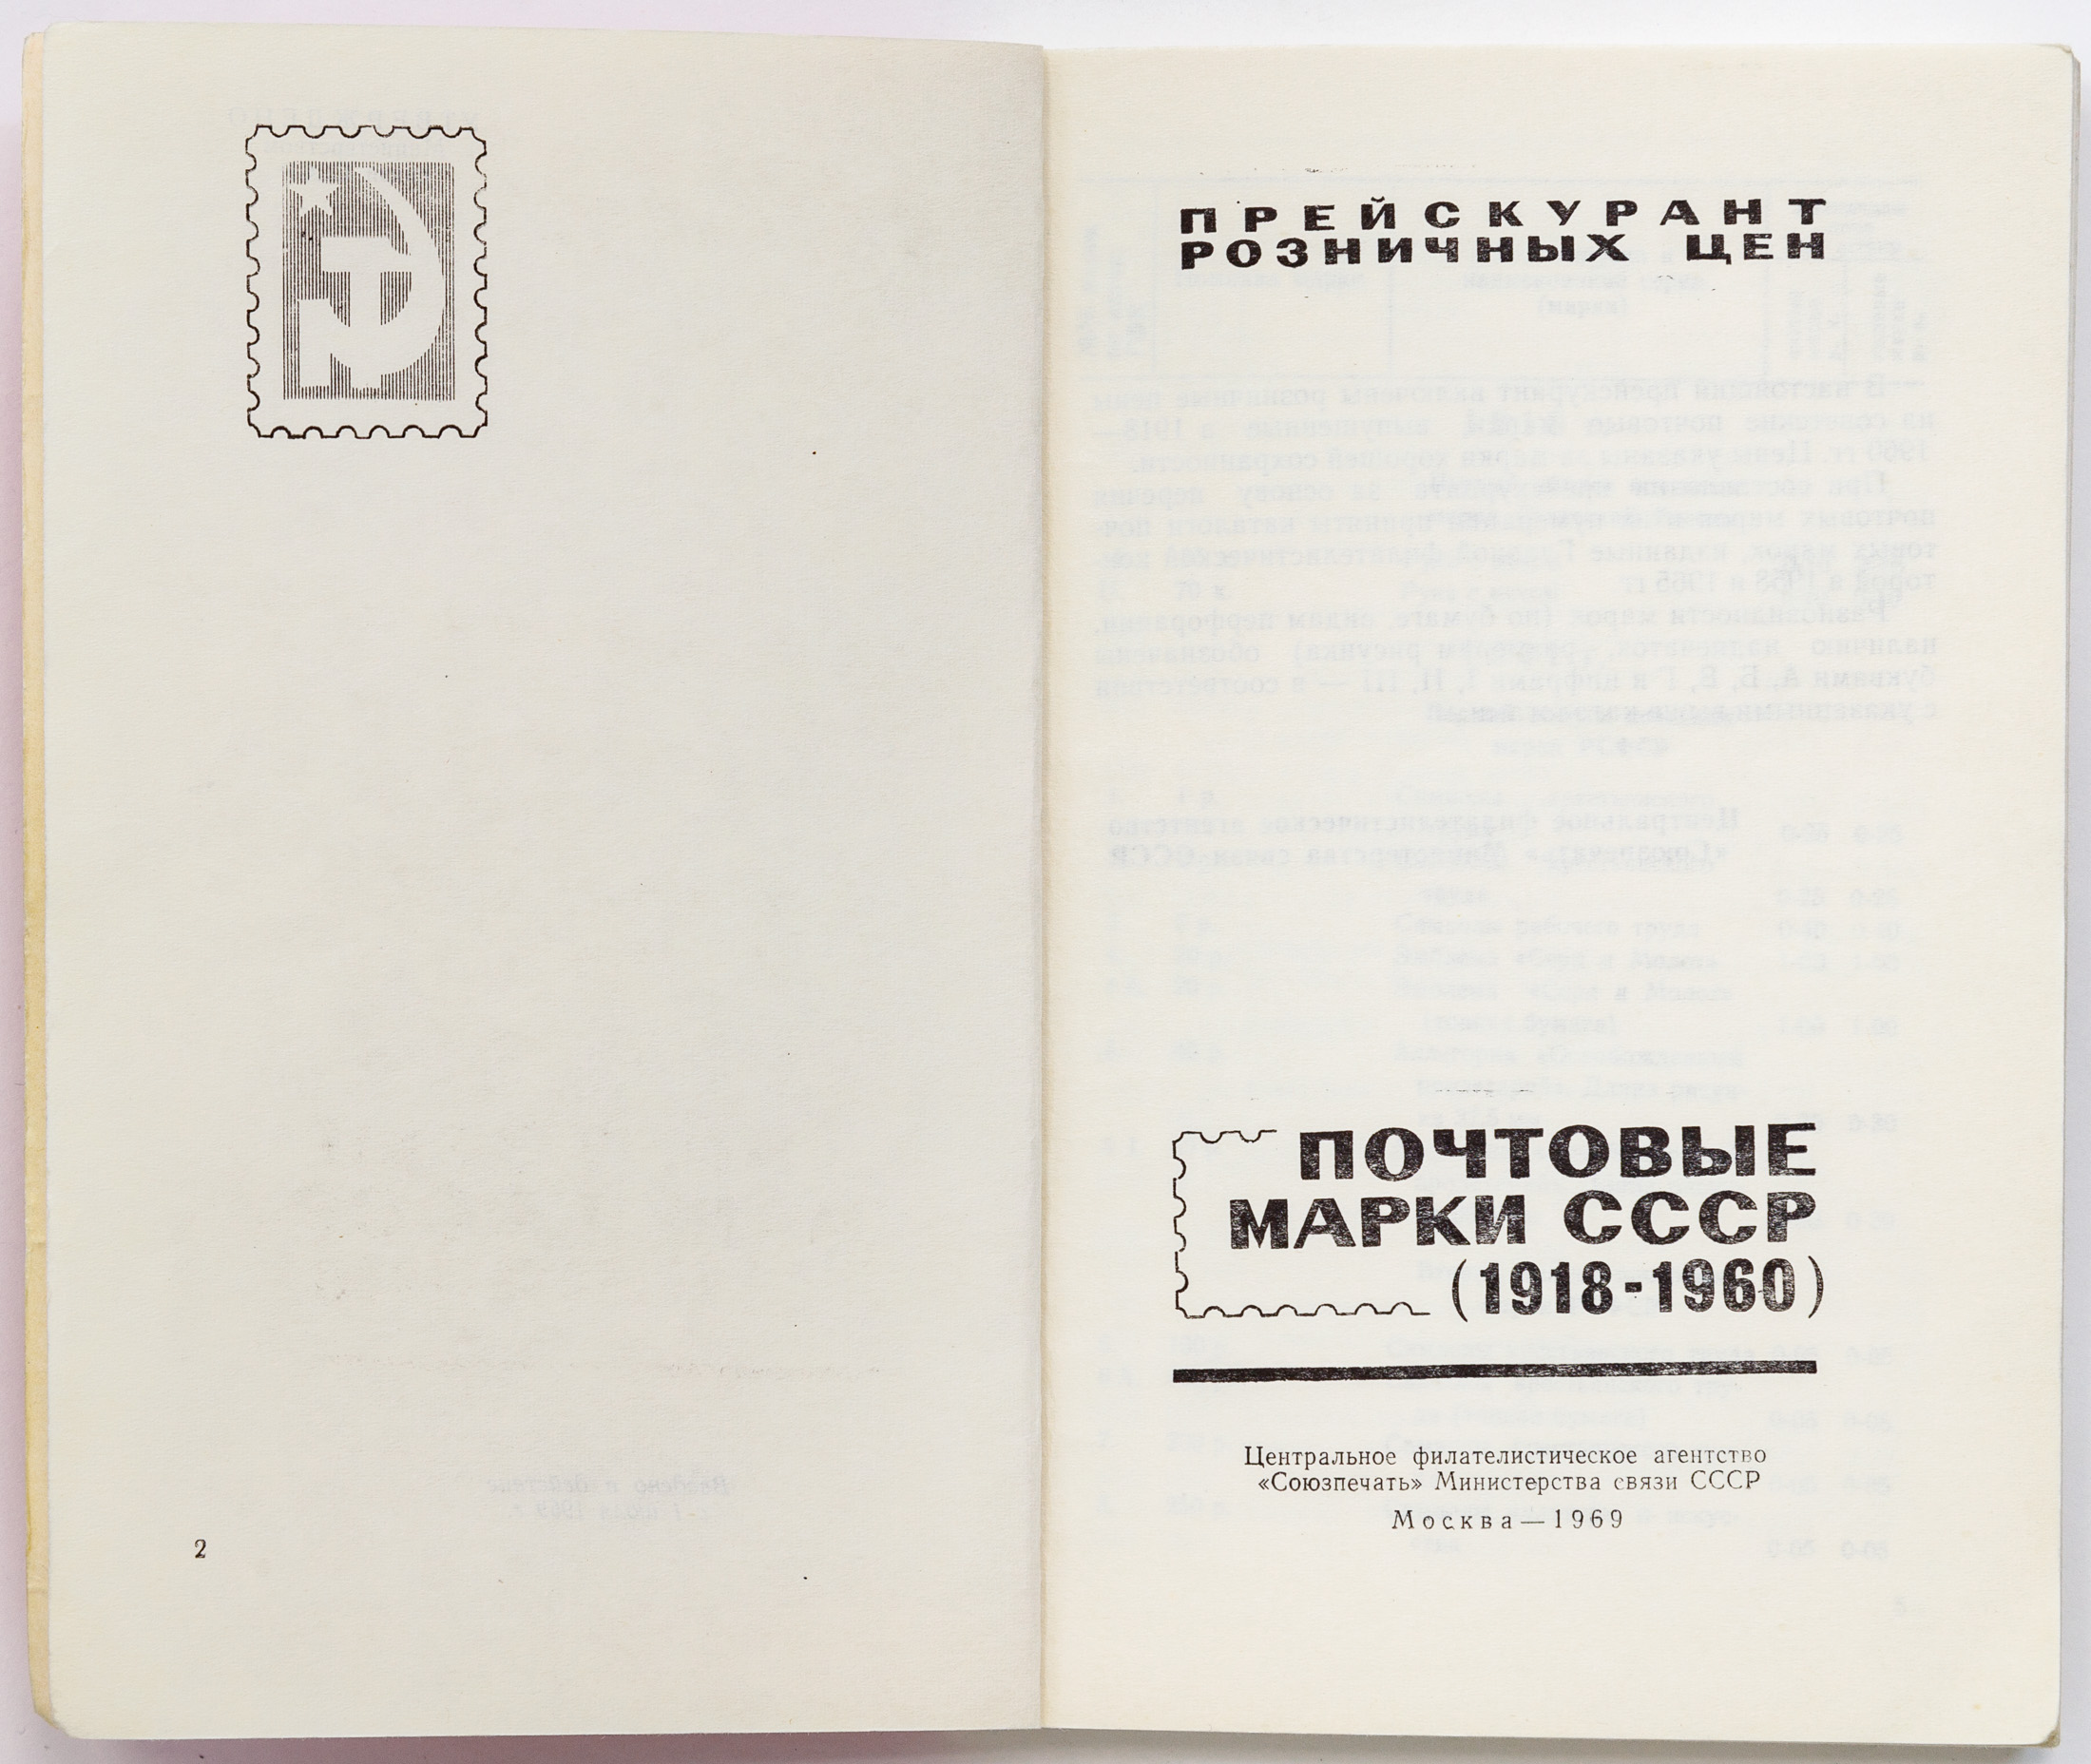 2
ПРЕЙСКУРАНТ
РОЗНИЧНЫХ ЦЕН
ПОЧТОВЫЕ
МАРКИ СССР
(1918-1960)
Центральное филателистическое агентство
«Союзпечать» Министерства связи СССР
Москва — 1969